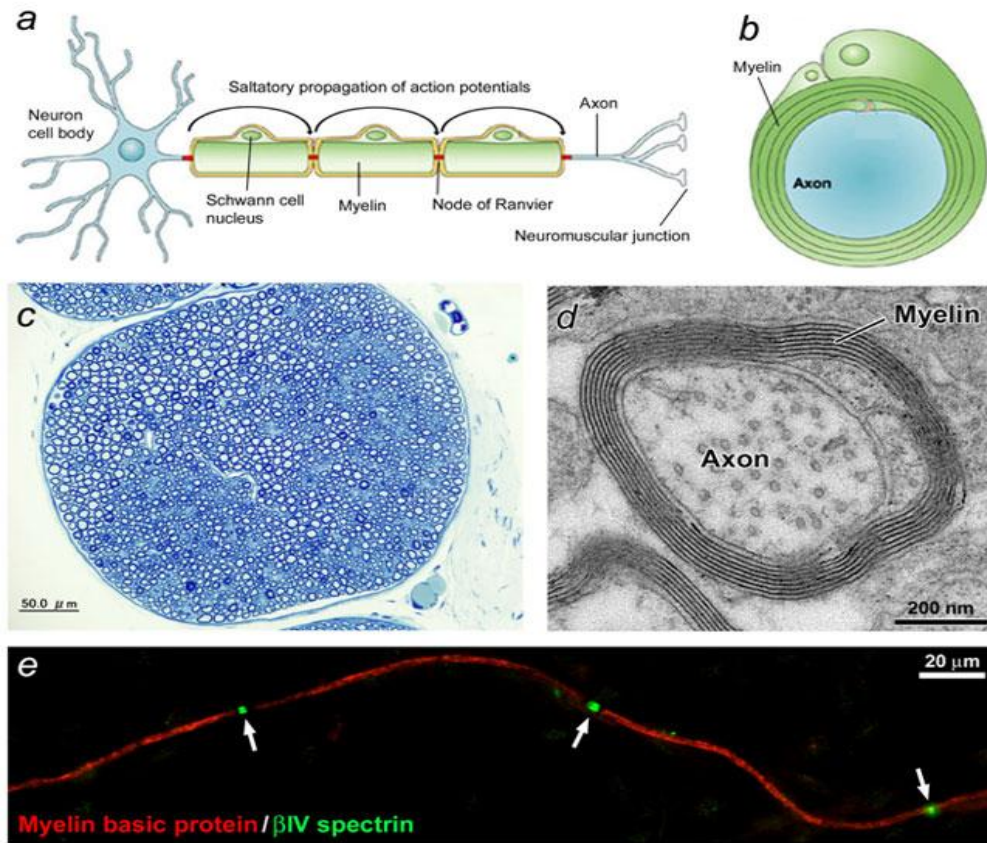 a
b
Saltatory propagation of action potentials
Neuron
cell body
Axon
Schwann cell
nucleus
Myelin
Node of Ranvier
Neuromuscular junction
Myelin
Axon
c
50.0 μm
d
Myelin
Axon
200 nm
e
20 μm
Myelin basic protein/βIV spectrin